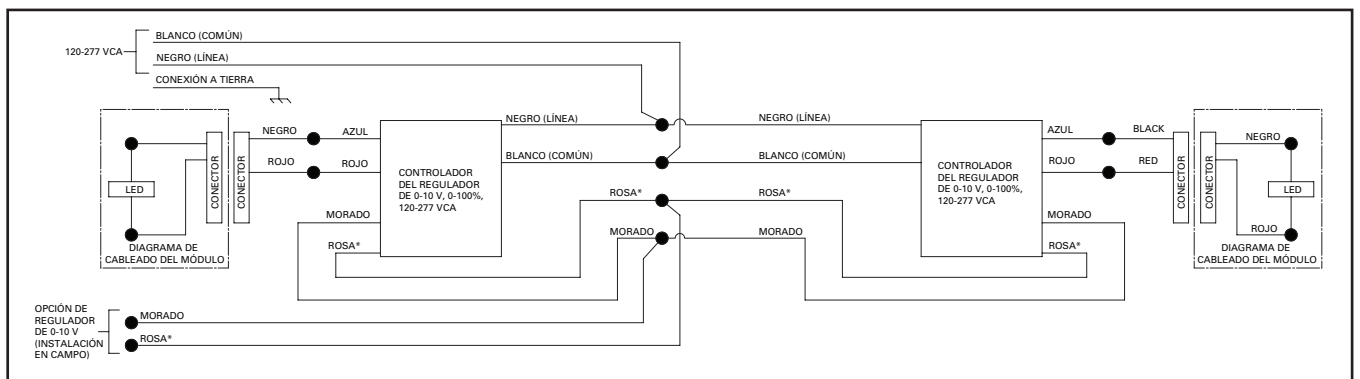 120-277 VCA
BLANCO (COMÚN)
NEGRO (LÍNEA)
CONEXIÓN A TIERRA
LED
CONECTOR
DIAGRAMA DE
CABLEADO DEL MÓDULO
CONECTOR
NEGRO
ROJO
AZUL
ROJO
MORADO
ROSA*
CONTROLADOR
DEL REGULADOR
DE 0-10 V, 0-100%,
120-277 VCA
NEGRO (LÍNEA)
BLANCO (COMÚN)
ROSA*
MORADO
NEGRO (LÍNEA)
BLANCO (COMÚN)
ROSA*
MORADO
CONTROLADOR
DEL REGULADOR
DE 0-10 V, 0-100%,
120-277 VCA
AZUL
ROJO
MORADO
ROSA*
BLACK
RED
CONECTOR
CONECTOR
NEGRO
LED
ROJO
DIAGRAMA DE
CABLEADO DEL MÓDULO
OPCIÓN DE
REGULADOR
DE 0-10 V
(INSTALACIÓN
EN CAMPO)
MORADO
ROSA*